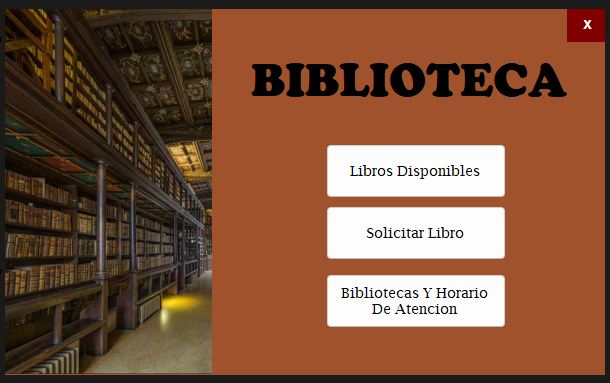 X
BIBLIOTECA
Libros Disponibles
Solicitar Libro
Bibliotecas Y Horario
De Atencion